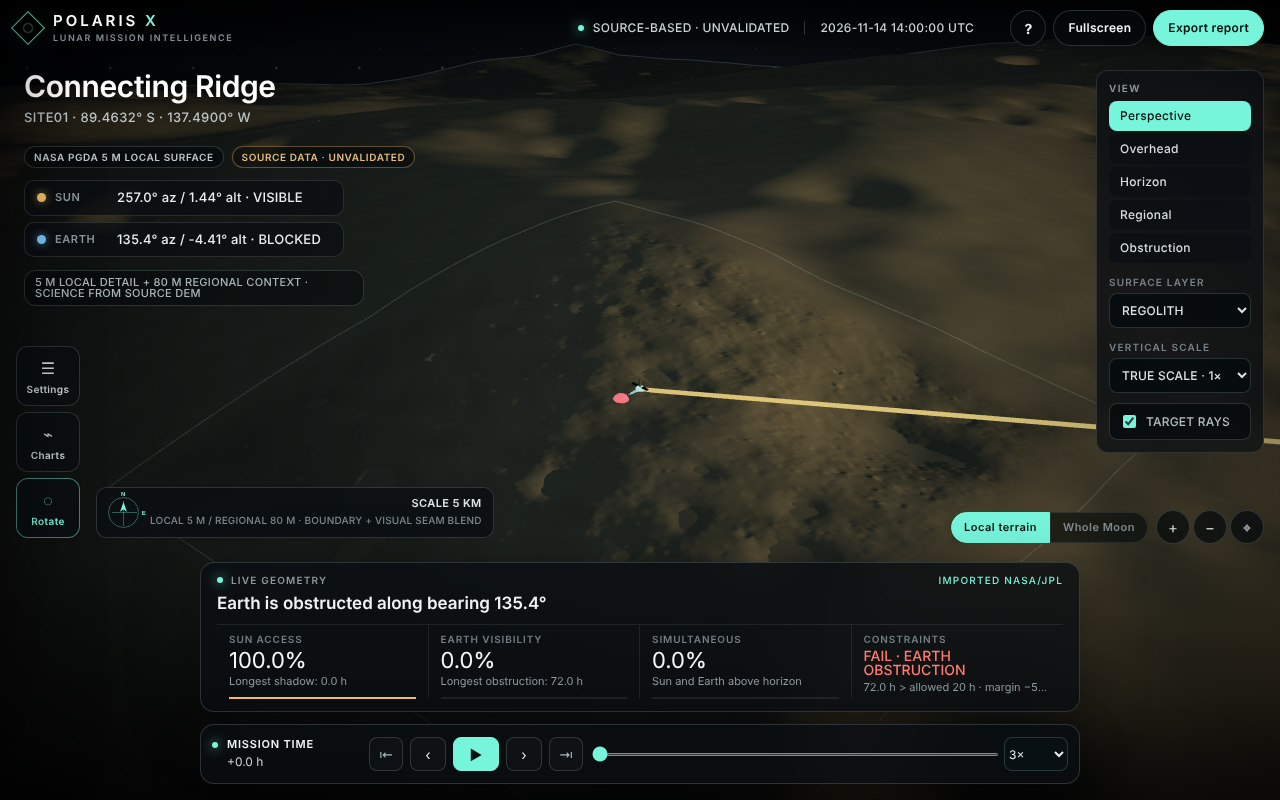 POLARIS X
LUNAR MISSION INTELLIGENCE
SOURCE-BASED · UNVALIDATED
2026-11-14 14:00:00 UTC
?
Fullscreen
Export report
Connecting Ridge
SITE01 · 89.4632° S · 137.4900° W
NASA PGDA 5 M LOCAL SURFACE
SOURCE DATA · UNVALIDATED
SUN 257.0° az / 1.44° alt · VISIBLE
EARTH 135.4° az / -4.41° alt · BLOCKED
5 M LOCAL DETAIL + 80 M REGIONAL CONTEXT ·
SCIENCE FROM SOURCE DEM
VIEW
Perspective
Overhead
Horizon
Regional
Obstruction
SURFACE LAYER
REGOLITH
VERTICAL SCALE
TRUE SCALE · 1×
TARGET RAYS
Settings
Charts
Rotate
N
E
SCALE 5 KM
LOCAL 5 M / REGIONAL 80 M · BOUNDARY + VISUAL SEAM BLEND
Local terrain
Whole Moon
+
−
LIVE GEOMETRY
IMPORTED NASA/JPL
Earth is obstructed along bearing 135.4°
SUN ACCESS
100.0%
Longest shadow: 0.0 h
EARTH VISIBILITY
0.0%
Longest obstruction: 72.0 h
SIMULTANEOUS
0.0%
Sun and Earth above horizon
CONSTRAINTS
FAIL · EARTH
OBSTRUCTION
72.0 h > allowed 20 h · margin −5…
MISSION TIME
+0.0 h
3×